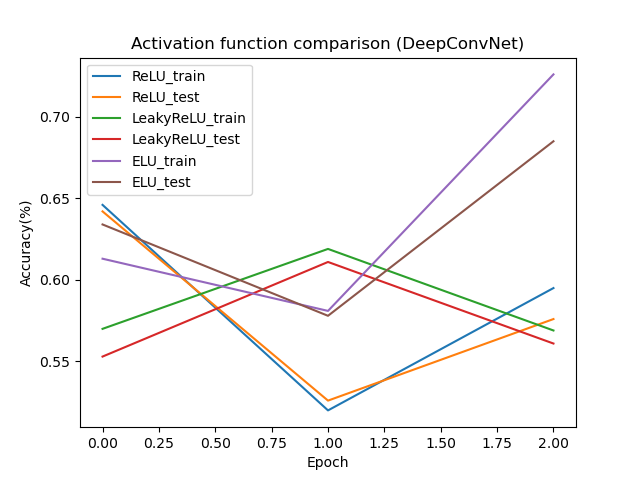 Activation function comparison (DeepConvNet)
ReLU_train
ReLU_test
LeakyReLU_train
LeakyReLU_test
ELU_train
ELU_test
Accuracy(%)
0.70
0.65
0.60
0.55
0.00 0.25 0.50 0.75 1.00 1.25 1.50 1.75 2.00
Epoch